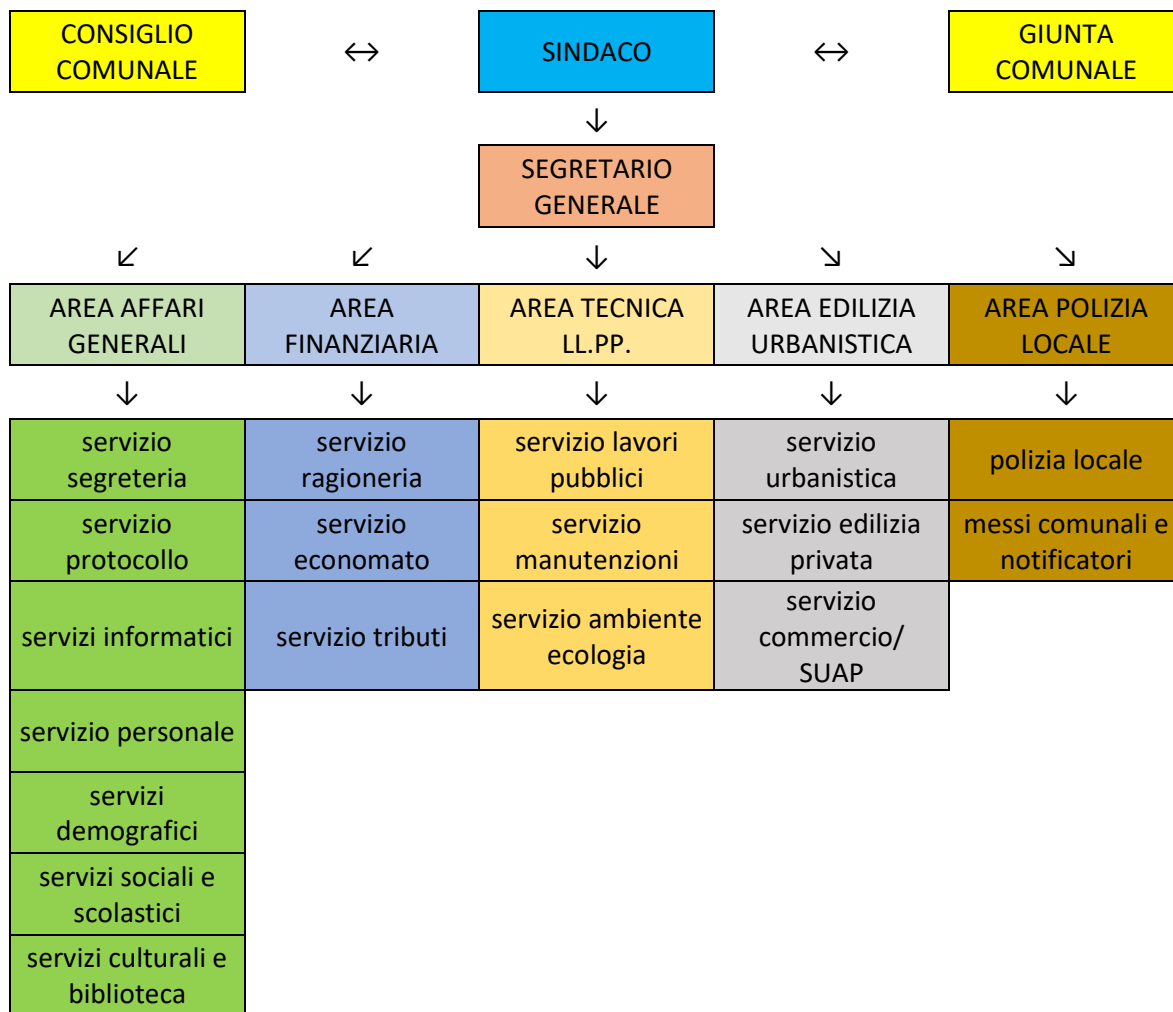 CONSIGLIO
COMUNALE
↔
SINDACO
↔
GIUNTA
COMUNALE
↓
SEGRETARIO
GENERALE
↙ ↙ ↓ ↘ ↘
AREA AFFARI
GENERALI
AREA
FINANZIARIA
AREA TECNICA
LL.PP.
AREA EDILIZIA
URBANISTICA
AREA POLIZIA
LOCALE
↓ ↓ ↓ ↓ ↓
servizio
segreteria
servizio
ragioneria
servizio lavori
pubblici
servizio
urbanistica
polizia locale
servizio
protocollo
servizio
economato
servizio
manutenzioni
servizio edilizia
privata
messi comunali e
notificatori
servizi informatici
servizio tributi
servizio ambiente
ecologia
servizio
commercio/
SUAP
servizio personale
servizi
demografici
servizi sociali e
scolastici
servizi culturali e
biblioteca